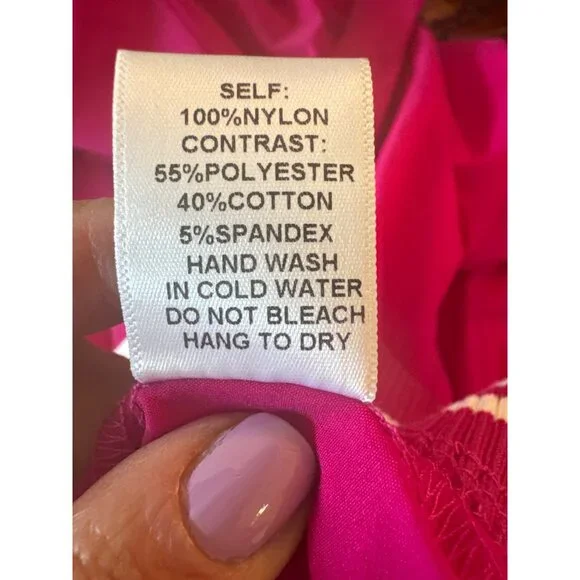 SELF:
100%NYLON
CONTRAST:
55%POLYESTER
40%COTTON
5%SPANDEX
HAND WASH
IN COLD WATER
DO NOT BLEACH
HANG TO DRY